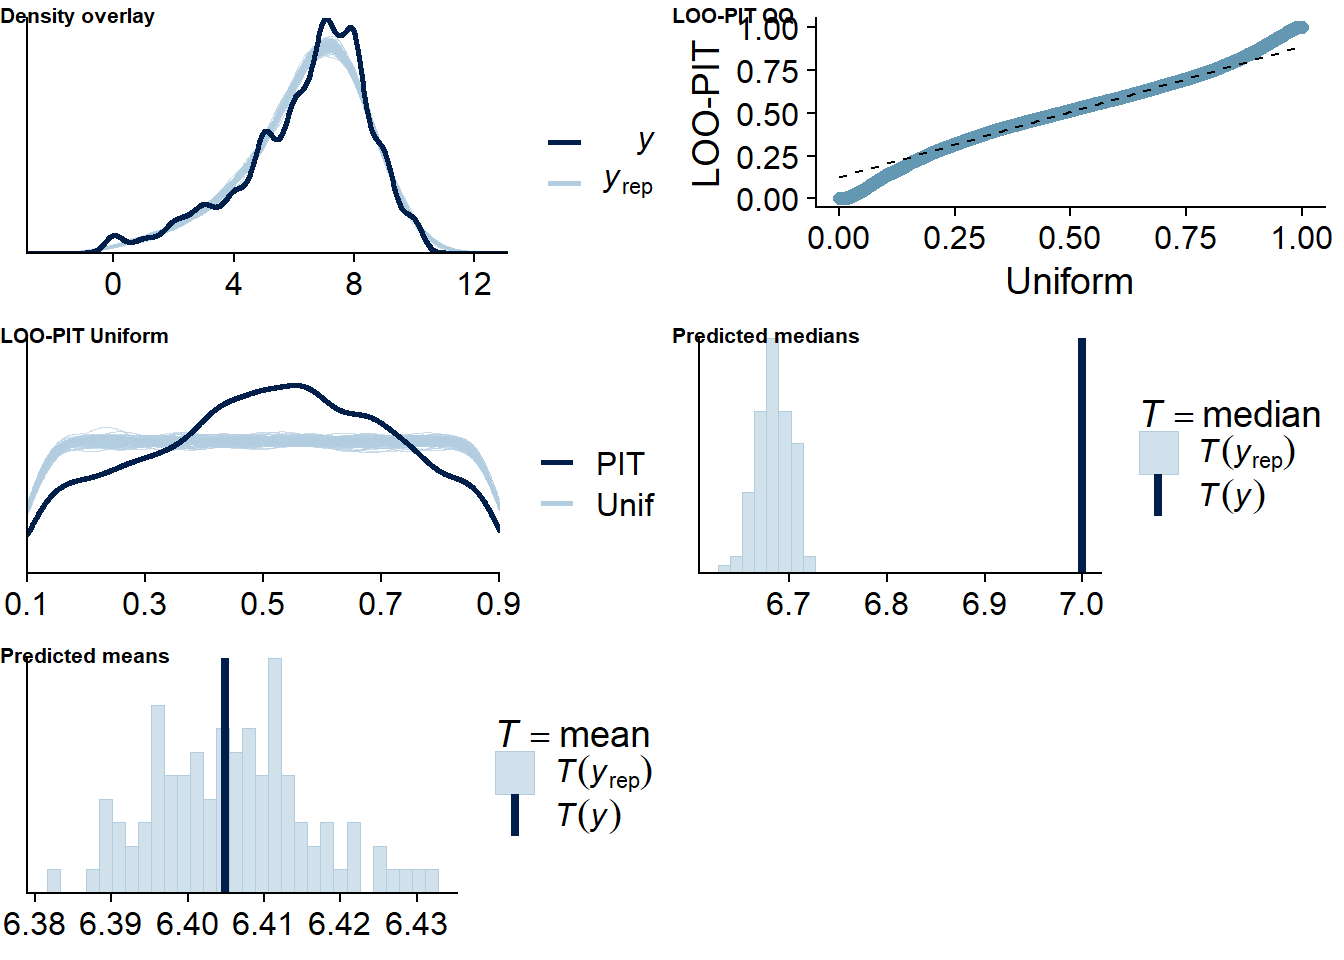 Density overlay
y
yrep
0 4 8 12
LOO-PIT QQ
LOO-PIT
1.00
0.75
0.50
0.25
0.00
0.00 0.25 0.50 0.75 1.00
Uniform
LOO-PIT Uniform
PIT
Unif
0.1 0.3 0.5 0.7 0.9
Predicted medians
T = median
T(yrep)
T(y)
6.7 6.8 6.9 7.0
Predicted means
T = mean
T(yrep)
T(y)
6.38 6.39 6.40 6.41 6.42 6.43